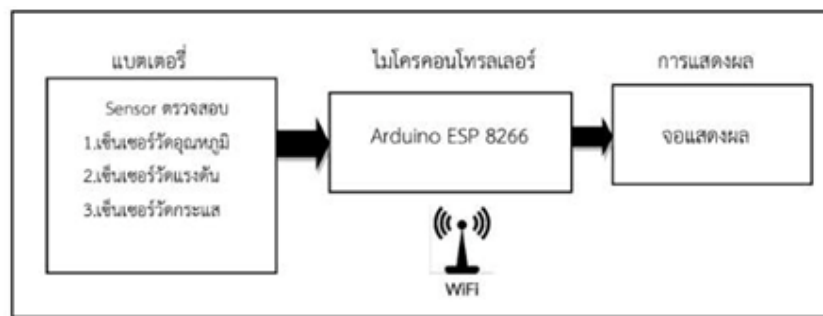 แบตเตอรี่
Sensor ตรวจสอบ
1.เซ็นเซอร์วัดอุณหภูมิ
2.เซ็นเซอร์วัดแรงดัน
3.เซ็นเซอร์วัดกระแส
ไมโครคอนโทรลเลอร์
Arduino ESP 8266
WiFi
การแสดงผล
จอแสดงผล